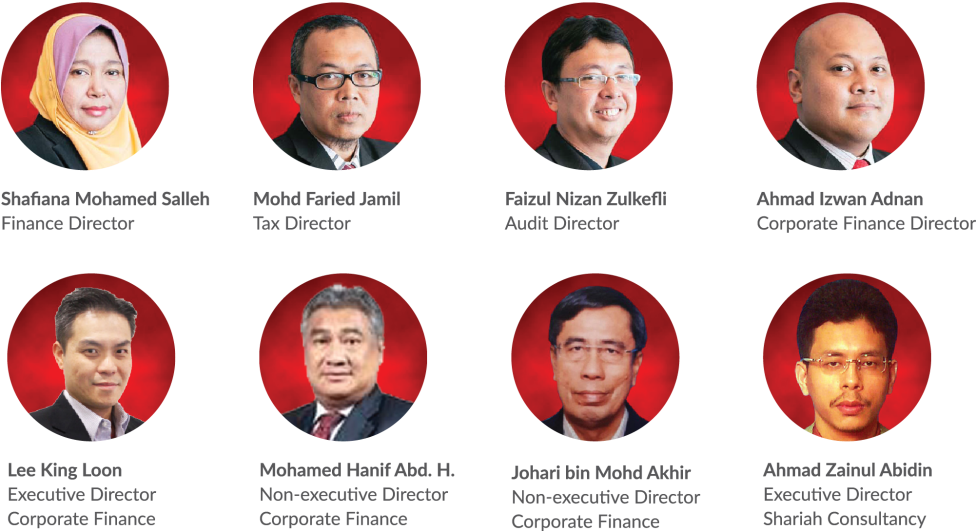 Shafiana Mohamed Salleh
Finance Director
Mohd Faried Jamil
Tax Director
Faizul Nizan Zulkefli
Audit Director
Ahmad Izwan Adnan
Corporate Finance Director
Lee King Loon
Executive Director
Corporate Finance
Mohamed Hanif Abd. H.
Non-executive Director
Corporate Finance
Johari bin Mohd Akhir
Non-executive Director
Corporate Finance
Ahmad Zainul Abidin
Executive Director
Shariah Consultancy